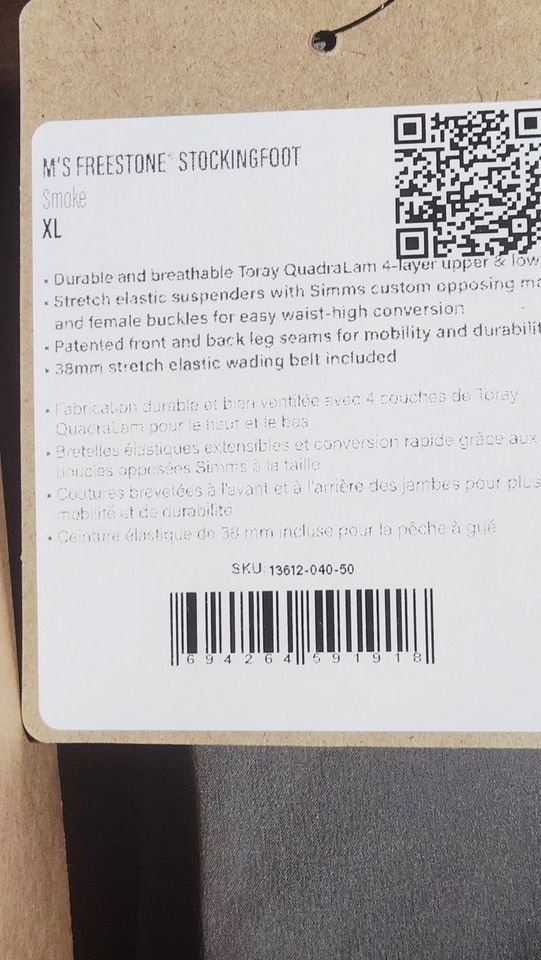 M'S FREESTONE® STOCKINGFOOT
Smoke
XL
• Durable and breathable Toray QuadraLam 4-layer upper & low
• Stretch elastic suspenders with Simms custom opposing ma
and female buckles for easy waist-high conversion
• Patented front and back leg seams for mobility and durabilit
• 38mm stretch elastic wading belt included
• Fabrication durable et bien ventilée avec 4 couches de Toray
QuadraLam pour le haut et le bas
• Bretelles élastiques extensibles et conversion rapide grâce aux
boucles opposées Simms à la taille
• Coutures brevetées à l'avant et à l'arrière des jambes pour plus
mobilité et de durabilité
• Ceinture élastique de 38 mm incluse pour la pêche à gué
SKU: 13612-040-50
694264591918